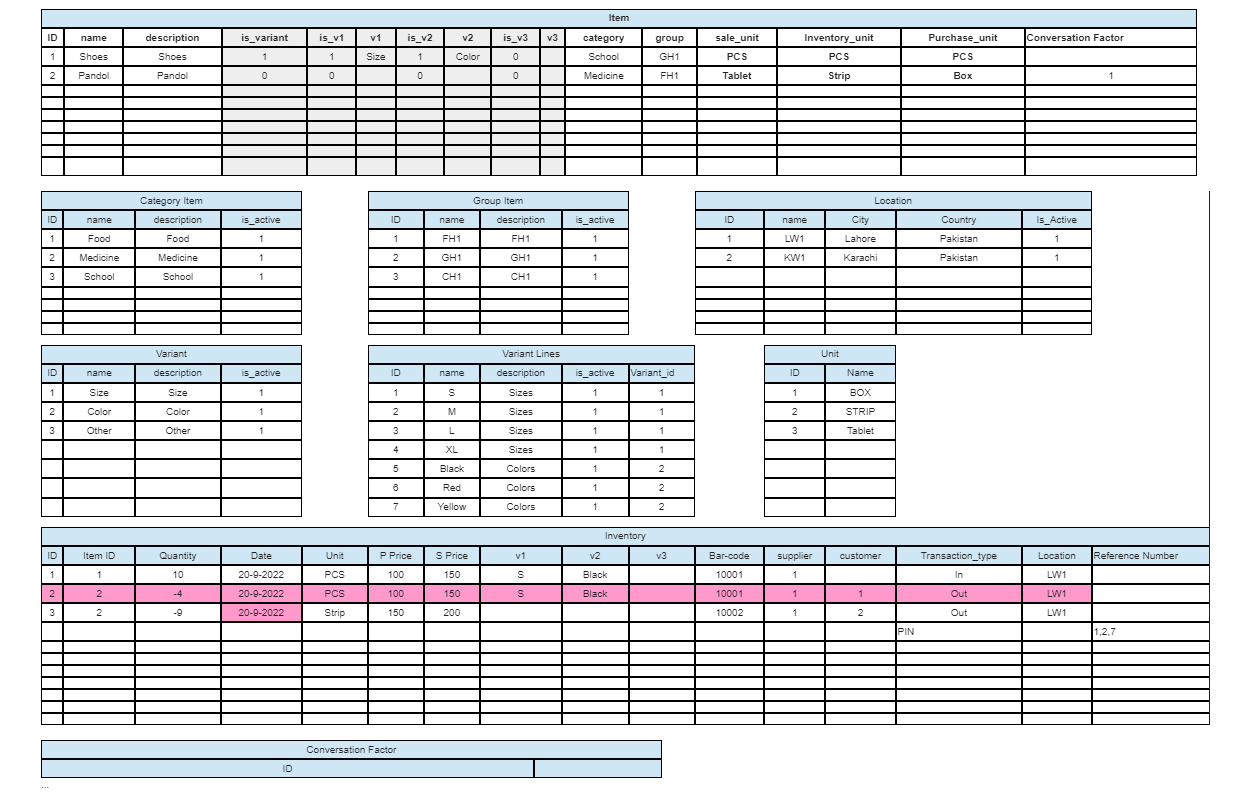 Item
ID name description is_variant is_v1 v1 is_v2 v2 is_v3 v3 category group sale_unit Inventory_unit Purchase_unit Conversation Factor
1 Shoes Shoes 1 1 Size 1 Color 0 School GH1 PCS PCS PCS
2 Pandol Pandol 0 0 0 0 Medicine FH1 Tablet Strip Box 1
Category Item Group Item Location
ID name description is_active ID name description is_active ID name City Country Is_Active
1 Food Food 1 1 FH1 FH1 1 1 LW1 Lahore Pakistan 1
2 Medicine Medicine 1 2 GH1 GH1 1 2 KW1 Karachi Pakistan 1
3 School School 1 3 CH1 CH1 1
Variant Variant Lines Unit
ID name description is_active ID name description is_active Variant_id ID Name
1 Size Size 1 1 S Sizes 1 1 1 BOX
2 Color Color 1 2 M Sizes 1 1 2 STRIP
3 Other Other 1 3 L Sizes 1 1 3 Tablet
4 XL Sizes 1 1
5 Black Colors 1 2
6 Red Colors 1 2
7 Yellow Colors 1 2
Inventory
ID Item ID Quantity Date Unit P Price S Price v1 v2 v3 Bar-code supplier customer Transaction_type Location Reference Number
1 1 10 20-9-2022 PCS 100 150 S Black 10001 1 In LW1
2 2 -4 20-9-2022 PCS 100 150 S Black 10001 1 1 Out LW1
3 2 -9 20-9-2022 Strip 150 200 10002 1 2 Out LW1
PIN 1,2,7
Conversation Factor
ID
...